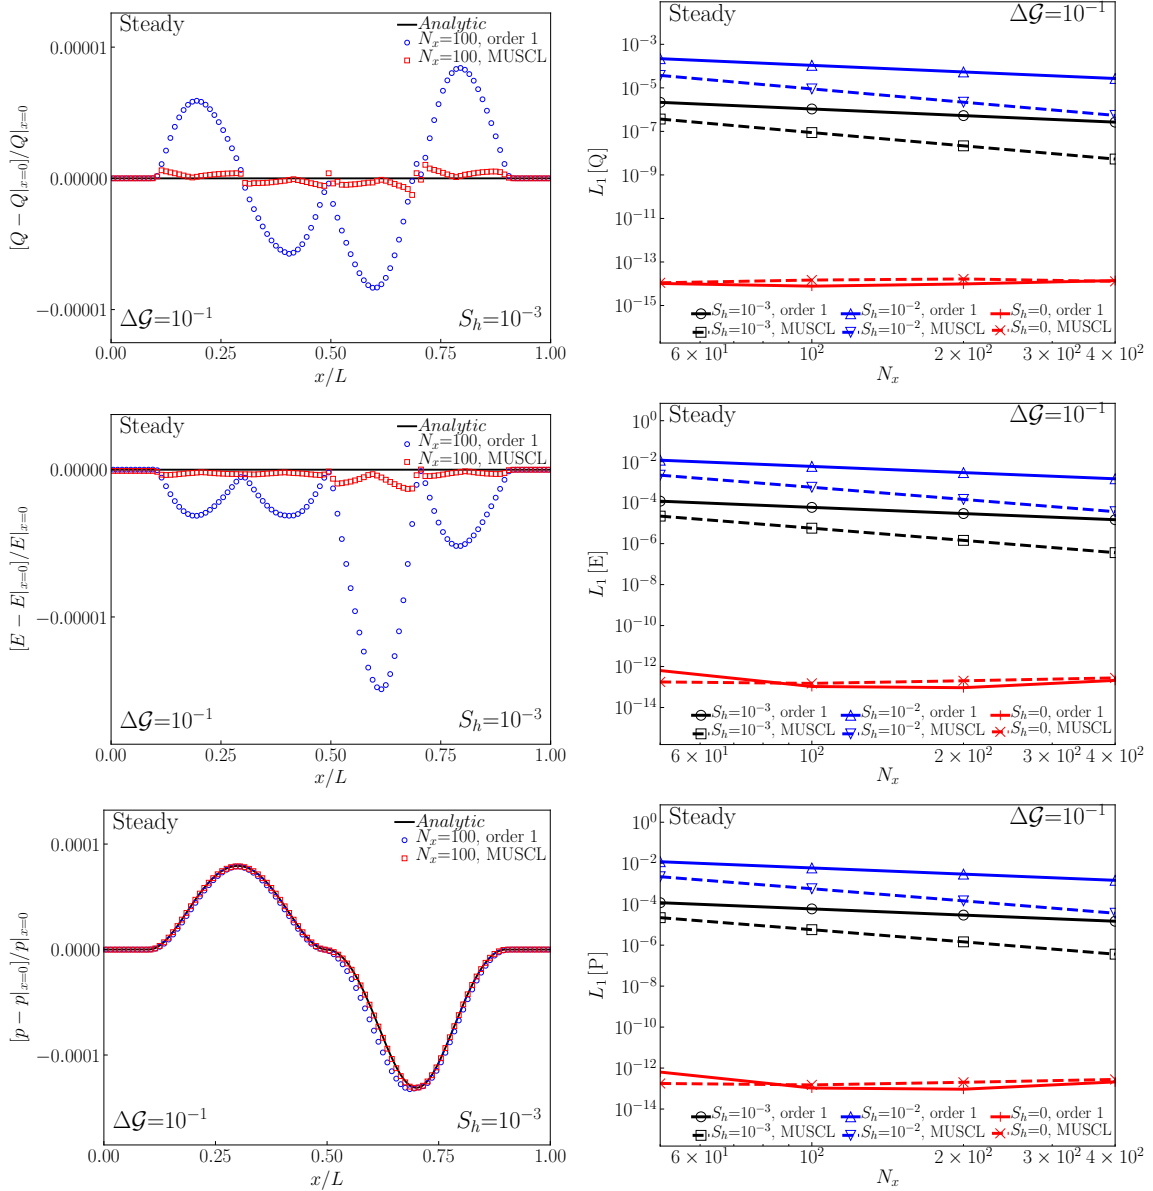 Steady
Analytic
N_x=100, order 1
N_x=100, MUSCL
0.00001
0.00000
−0.00001
[Q − Q|_{x=0}]/Q|_{x=0}
Δ𝒢=10^{-1}
S_h=10^{-3}
0.00 0.25 0.50 0.75 1.00
x/L
Steady
Δ𝒢=10^{-1}
10^{-3}
10^{-5}
10^{-7}
10^{-9}
10^{-11}
10^{-13}
10^{-15}
L_1 [Q]
S_h=10^{-3}, order 1 S_h=10^{-2}, order 1 S_h=0, order 1
S_h=10^{-3}, MUSCL S_h=10^{-2}, MUSCL S_h=0, MUSCL
6 × 10^1 10^2 2 × 10^2 3 × 10^2 4 × 10^2
N_x
Steady
Analytic
N_x=100, order 1
N_x=100, MUSCL
0.00000
−0.00001
[E − E|_{x=0}]/E|_{x=0}
Δ𝒢=10^{-1}
S_h=10^{-3}
0.00 0.25 0.50 0.75 1.00
x/L
Steady
Δ𝒢=10^{-1}
10^0
10^{-2}
10^{-4}
10^{-6}
10^{-8}
10^{-10}
10^{-12}
10^{-14}
L_1 [E]
S_h=10^{-3}, order 1 S_h=10^{-2}, order 1 S_h=0, order 1
S_h=10^{-3}, MUSCL S_h=10^{-2}, MUSCL S_h=0, MUSCL
6 × 10^1 10^2 2 × 10^2 3 × 10^2 4 × 10^2
N_x
Steady
Analytic
N_x=100, order 1
N_x=100, MUSCL
0.0001
0.0000
−0.0001
[p − p|_{x=0}]/p|_{x=0}
Δ𝒢=10^{-1}
S_h=10^{-3}
0.00 0.25 0.50 0.75 1.00
x/L
Steady
Δ𝒢=10^{-1}
10^0
10^{-2}
10^{-4}
10^{-6}
10^{-8}
10^{-10}
10^{-12}
10^{-14}
L_1 [P]
S_h=10^{-3}, order 1 S_h=10^{-2}, order 1 S_h=0, order 1
S_h=10^{-3}, MUSCL S_h=10^{-2}, MUSCL S_h=0, MUSCL
6 × 10^1 10^2 2 × 10^2 3 × 10^2 4 × 10^2
N_x